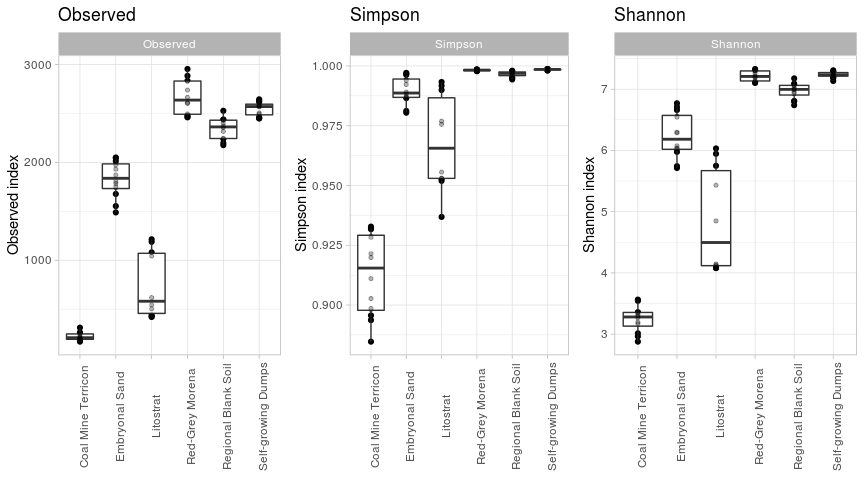 Observed
Observed
Observed index
3000
2000
1000
Coal Mine Terricon
Embryonal Sand
Litostrat
Red-Grey Morena
Regional Blank Soil
Self-growing Dumps
Simpson
Simpson
Simpson index
1.000
0.975
0.950
0.925
0.900
Coal Mine Terricon
Embryonal Sand
Litostrat
Red-Grey Morena
Regional Blank Soil
Self-growing Dumps
Shannon
Shannon
Shannon index
7
6
5
4
3
Coal Mine Terricon
Embryonal Sand
Litostrat
Red-Grey Morena
Regional Blank Soil
Self-growing Dumps